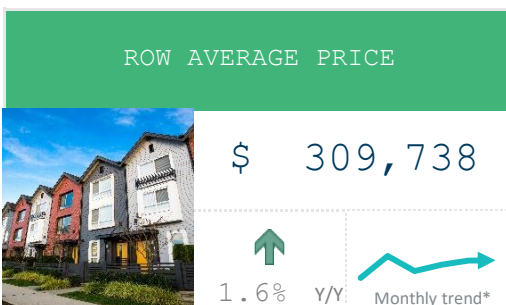 ROW AVERAGE PRICE
$ 309,738
1.6% Y/Y
Monthly trend*